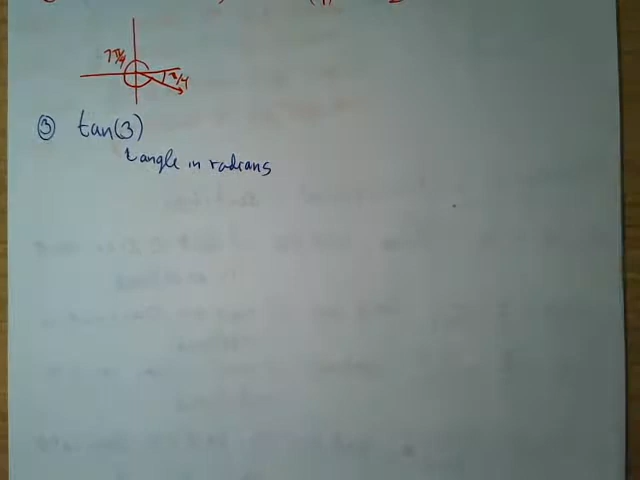 7π/4
π/4
③ tan(3)
angle in radians